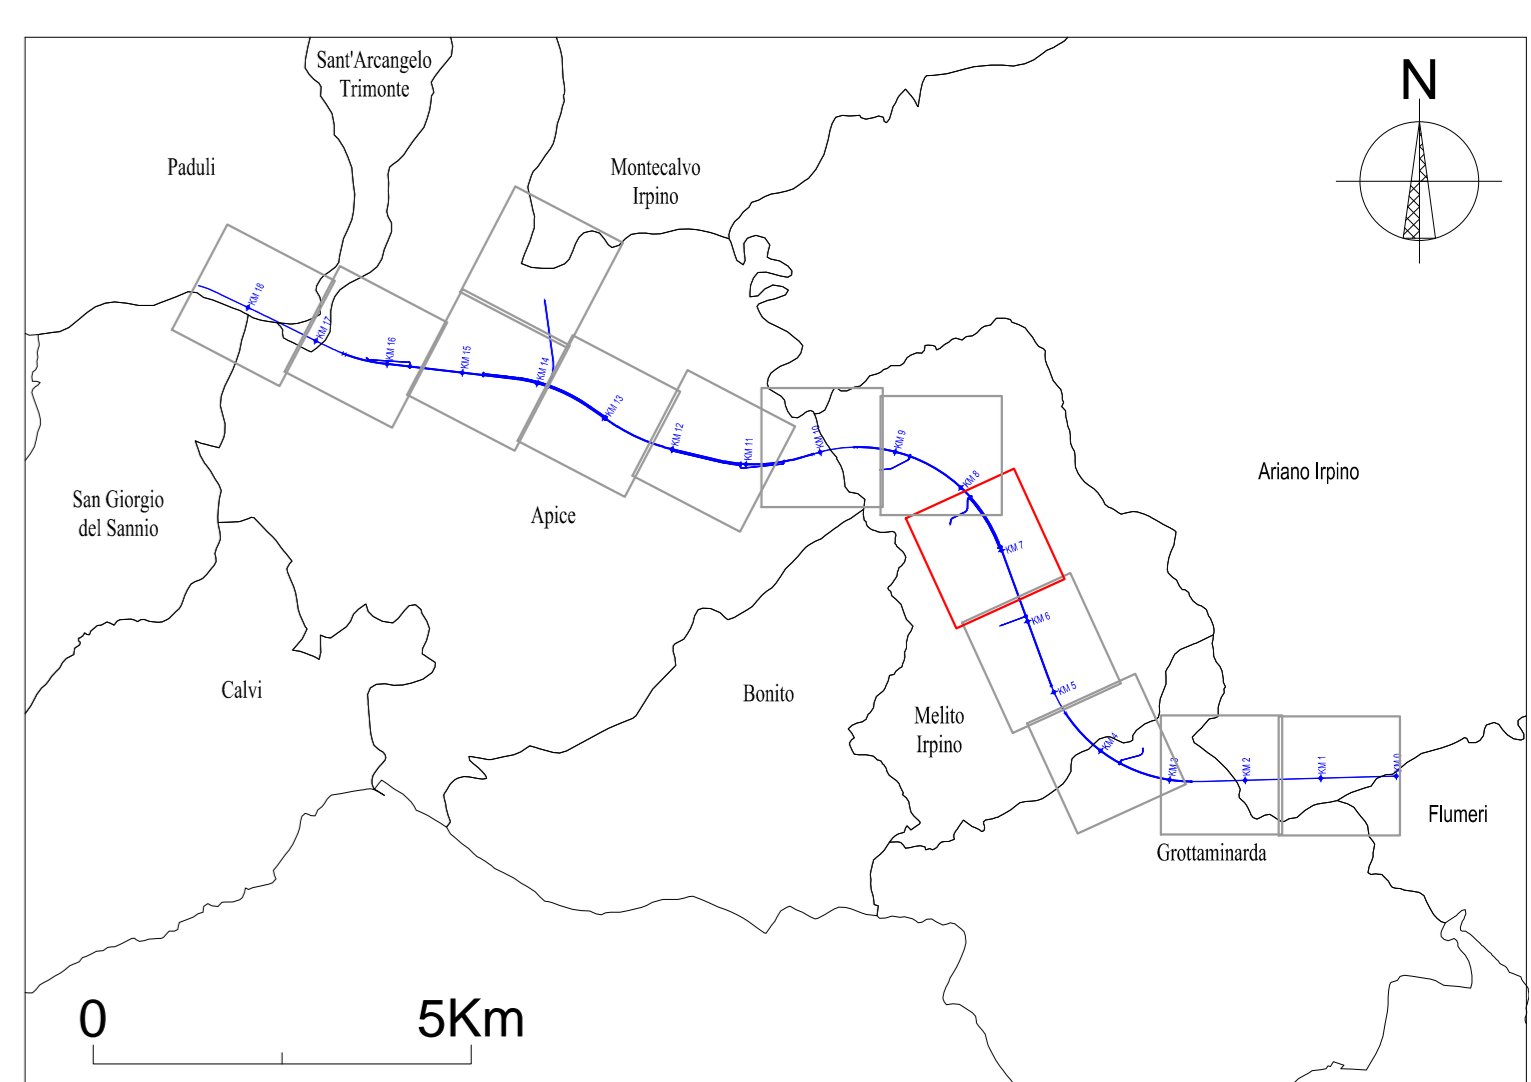 Sant'Arcangelo
Trimonte
N
Paduli
Montecalvo
Irpino
KM 18
KM 17
KM 16
KM 15
KM 14
KM 13
KM 12
KM 11
KM 10
KM 9
KM 8
KM 7
KM 6
KM 5
KM 4
KM 3
KM 2
KM 1
KM 0
Ariano Irpino
San Giorgio
del Sannio
Apice
Calvi
Bonito
Melito
Irpino
Flumeri
Grottaminarda
0 5Km